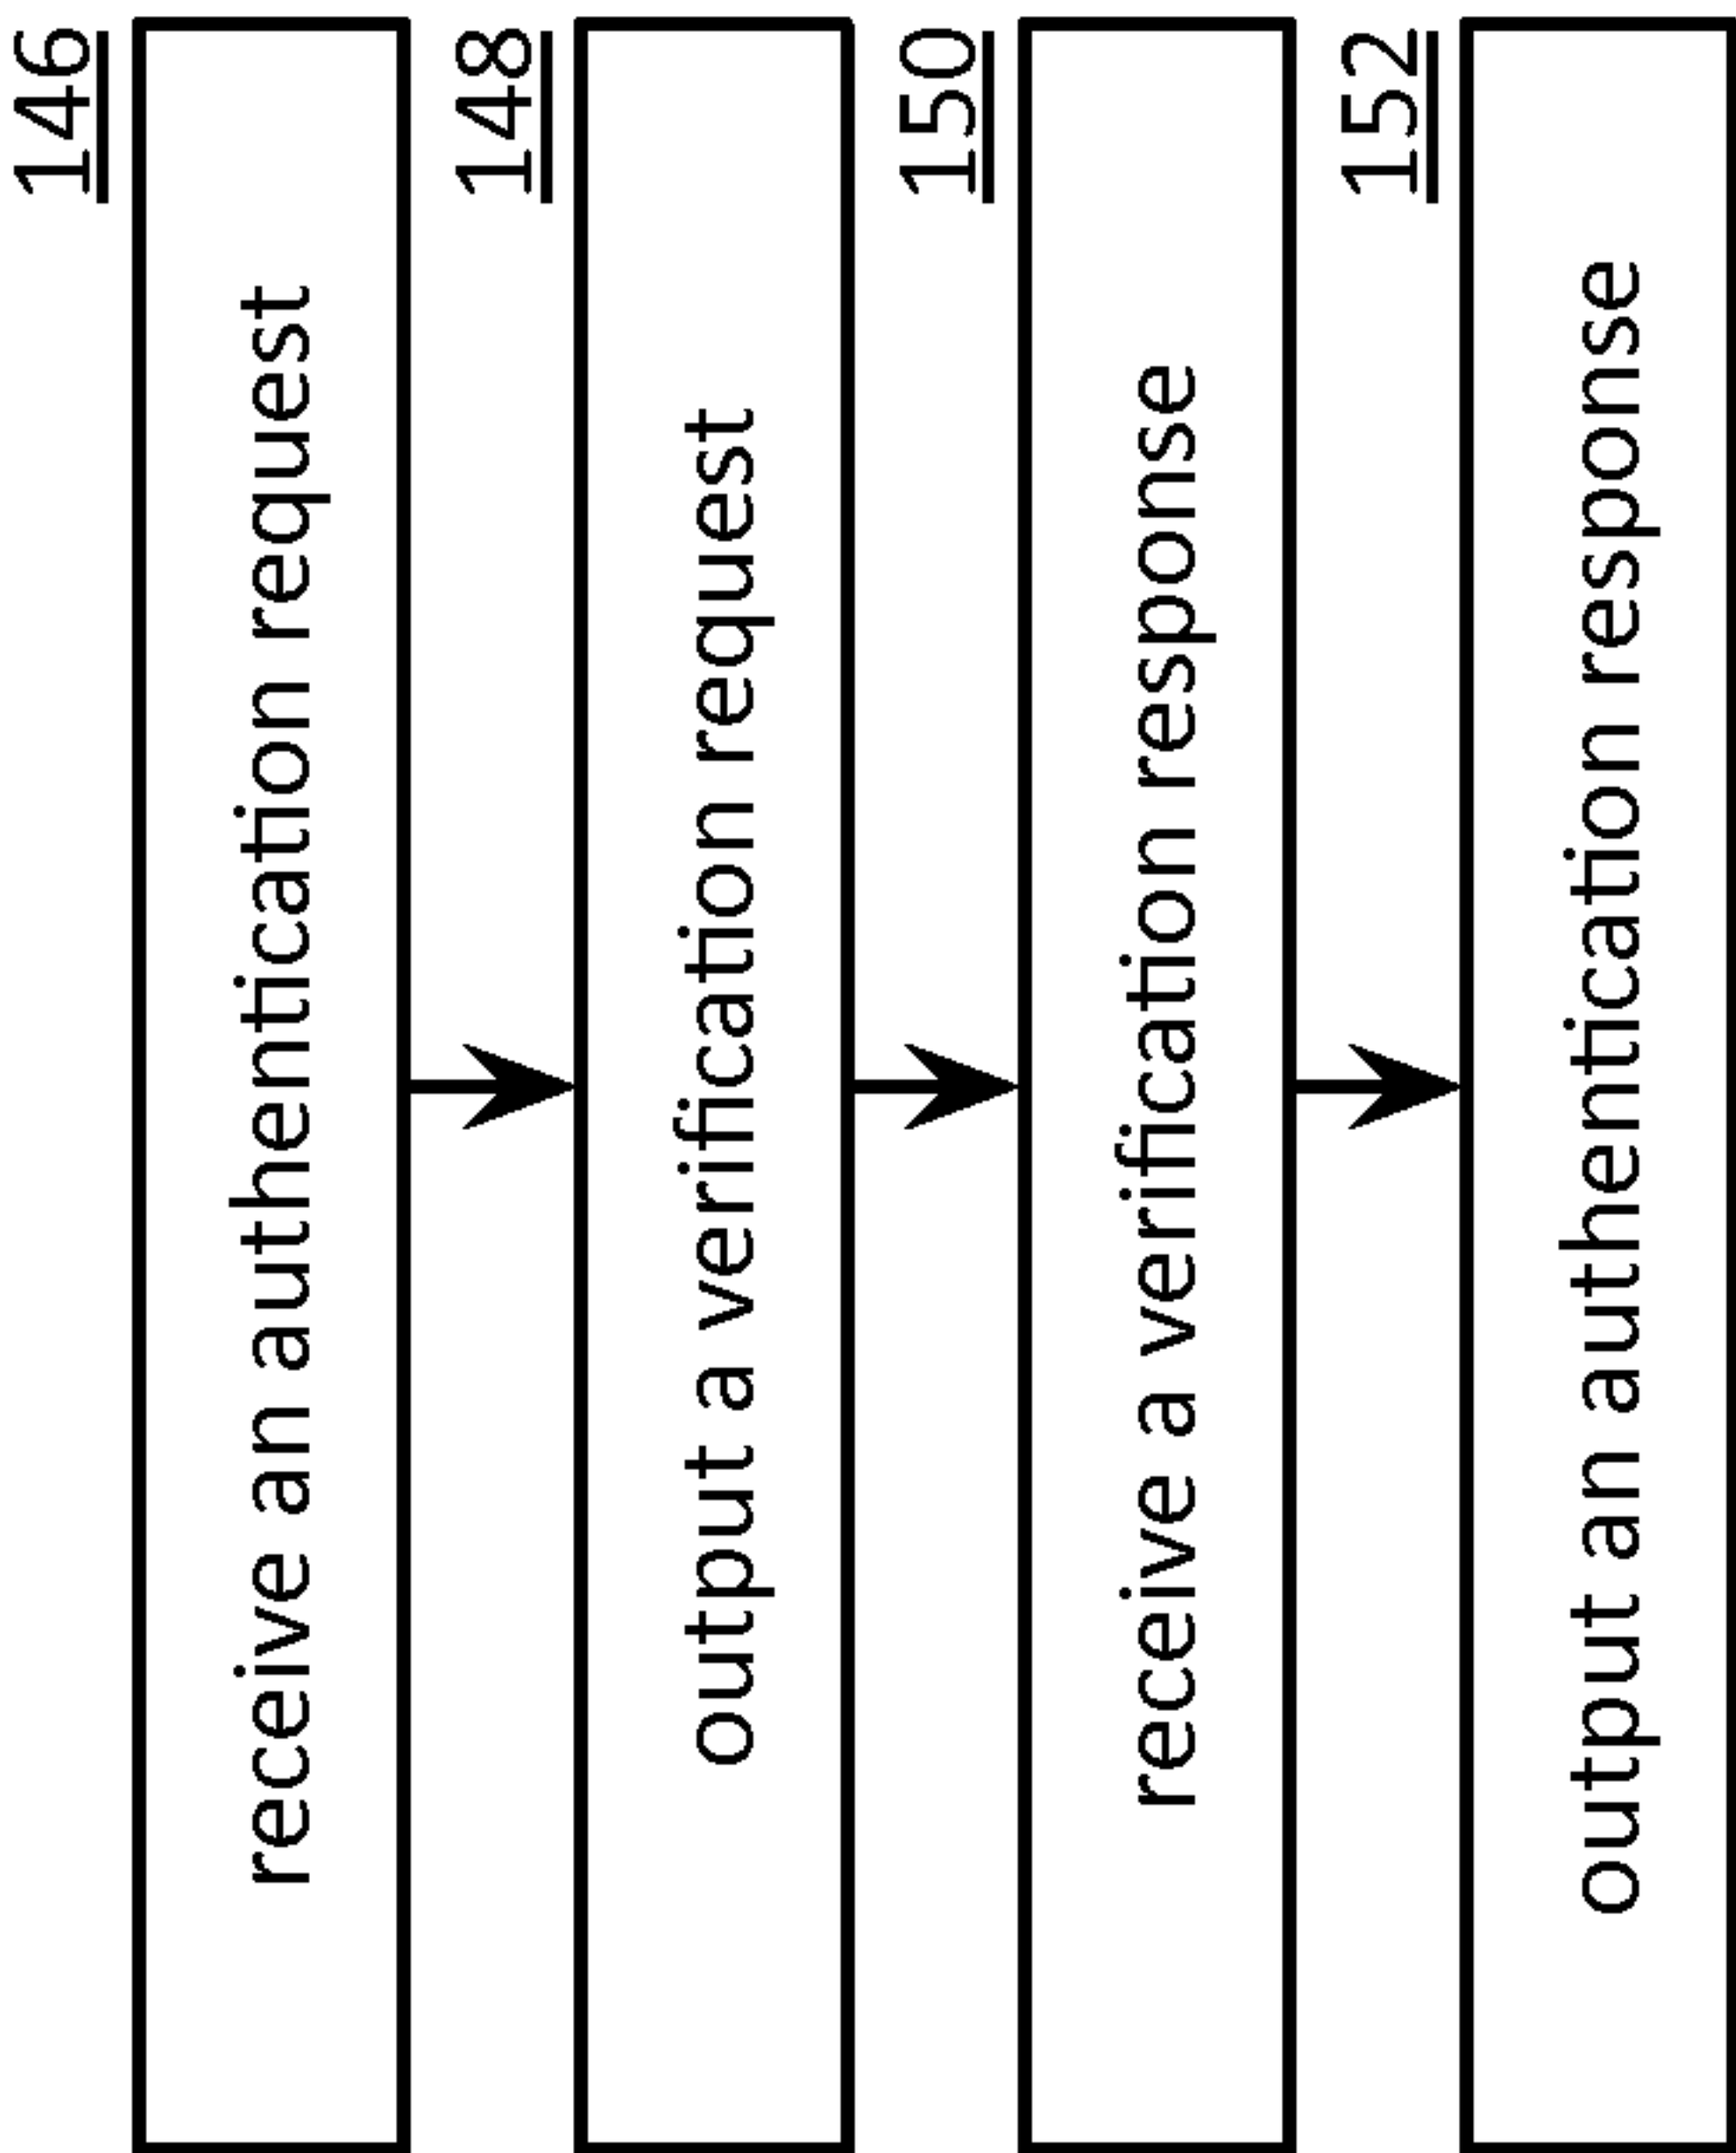 146
receive an authentication request
148
output a verification request
150
receive a verification response
152
output an authentication response